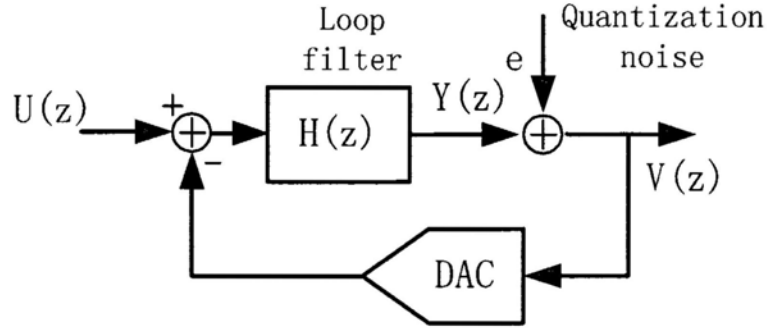 Loop
filter
Quantization
noise
e
U(z)
+
-
H(z)
Y(z)
+
V(z)
DAC